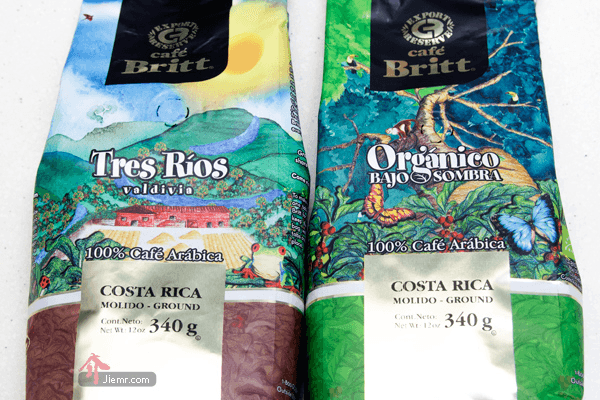 EXPORT
RESERVE
café
Britt
Tres Ríos
valdivia
100% Café Arábica
COSTA RICA
MOLIDO - GROUND
Cont. Neto:
Net Wt: 12oz 340 g
EXPORT
RESERVE
café
Britt
Orgánico
BAJO SOMBRA
100% Café Arábica
COSTA RICA
MOLIDO - GROUND
Cont. Neto:
Net Wt: 12oz 340 g
Jiemr.com